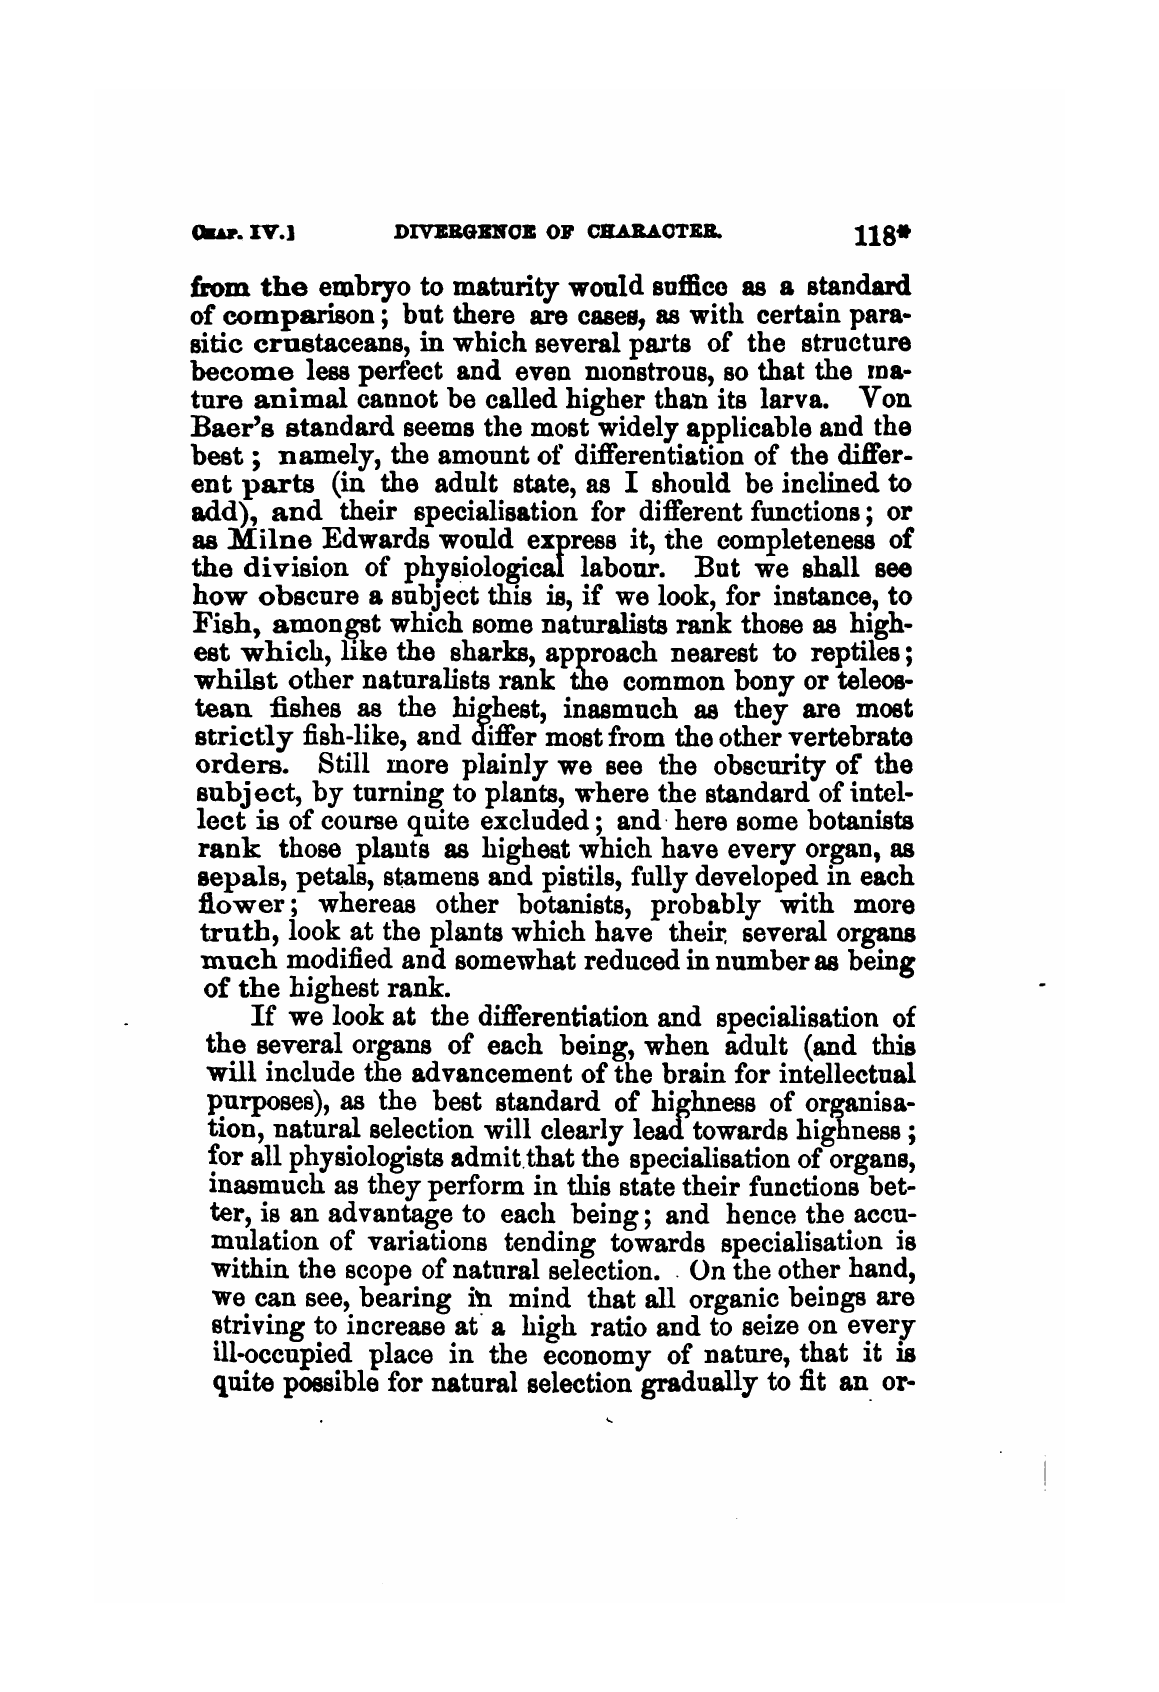 CHAP. IV.] DIVERGENCE OF CHARACTER. 118*
from the embryo to maturity would suffice as a standard
of comparison; but there are cases, as with certain para-
sitic crustaceans, in which several parts of the structure
become less perfect and even monstrous, so that the ma-
ture animal cannot be called higher than its larva. Von
Baer's standard seems the most widely applicable and the
best; namely, the amount of differentiation of the differ-
ent parts (in the adult state, as I should be inclined to
add), and their specialisation for different functions; or
as Milne Edwards would express it, the completeness of
the division of physiological labour. But we shall see
how obscure a subject this is, if we look, for instance, to
Fish, amongst which some naturalists rank those as high-
est which, like the sharks, approach nearest to reptiles;
whilst other naturalists rank the common bony or teleos-
tean fishes as the highest, inasmuch as they are most
strictly fish-like, and differ most from the other vertebrate
orders. Still more plainly we see the obscurity of the
subject, by turning to plants, where the standard of intel-
lect is of course quite excluded; and here some botanists
rank those plants as highest which have every organ, as
sepals, petals, stamens and pistils, fully developed in each
flower; whereas other botanists, probably with more
truth, look at the plants which have their several organs
much modified and somewhat reduced in number as being
of the highest rank.
If we look at the differentiation and specialisation of
the several organs of each being, when adult (and this
will include the advancement of the brain for intellectual
purposes), as the best standard of highness of organisa-
tion, natural selection will clearly lead towards highness;
for all physiologists admit that the specialisation of organs,
inasmuch as they perform in this state their functions bet-
ter, is an advantage to each being; and hence the accu-
mulation of variations tending towards specialisation is
within the scope of natural selection. On the other hand,
we can see, bearing in mind that all organic beings are
striving to increase at a high ratio and to seize on every
ill-occupied place in the economy of nature, that it is
quite possible for natural selection gradually to fit an or-